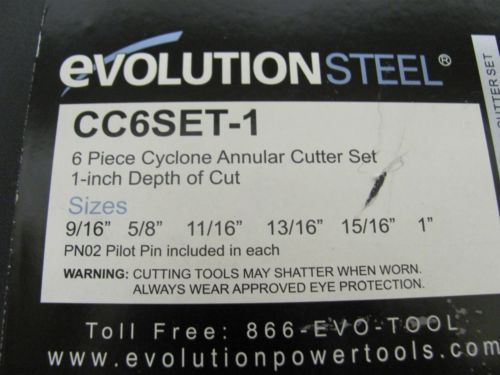 evolutionsteel®
CC6SET-1
6 Piece Cyclone Annular Cutter Set
1-inch Depth of Cut
Sizes
9/16” 5/8” 11/16” 13/16” 15/16” 1”
PN02 Pilot Pin included in each
WARNING: CUTTING TOOLS MAY SHATTER WHEN WORN.
ALWAYS WEAR APPROVED EYE PROTECTION.
Toll Free: 866-EVO-TOOL
www.evolutionpowertools.com
CUTTER SET